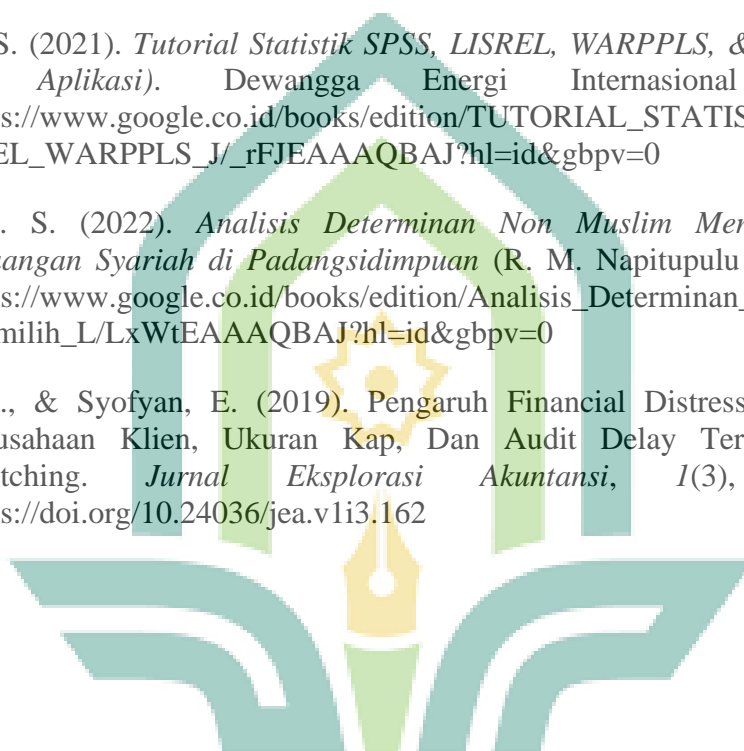 S. (2021). Tutorial Statistik SPSS, LISREL, WARPPLS, &
Aplikasi). Dewangga Energi Internasional
s://www.google.co.id/books/edition/TUTORIAL_STATIS
EL_WARPPLS_J/_rFJEAAAQBAJ?hl=id&gbpv=0
. S. (2022). Analisis Determinan Non Muslim Mem
uangan Syariah di Padangsidimpuan (R. M. Napitupulu
s://www.google.co.id/books/edition/Analisis_Determinan_
milih_L/LxWtEAAAQBAJ?hl=id&gbpv=0
., & Syofyan, E. (2019). Pengaruh Financial Distress
usahaan Klien, Ukuran Kap, Dan Audit Delay Ter
tching. Jurnal Eksplorasi Akuntansi, 1(3),
s://doi.org/10.24036/jea.v1i3.162